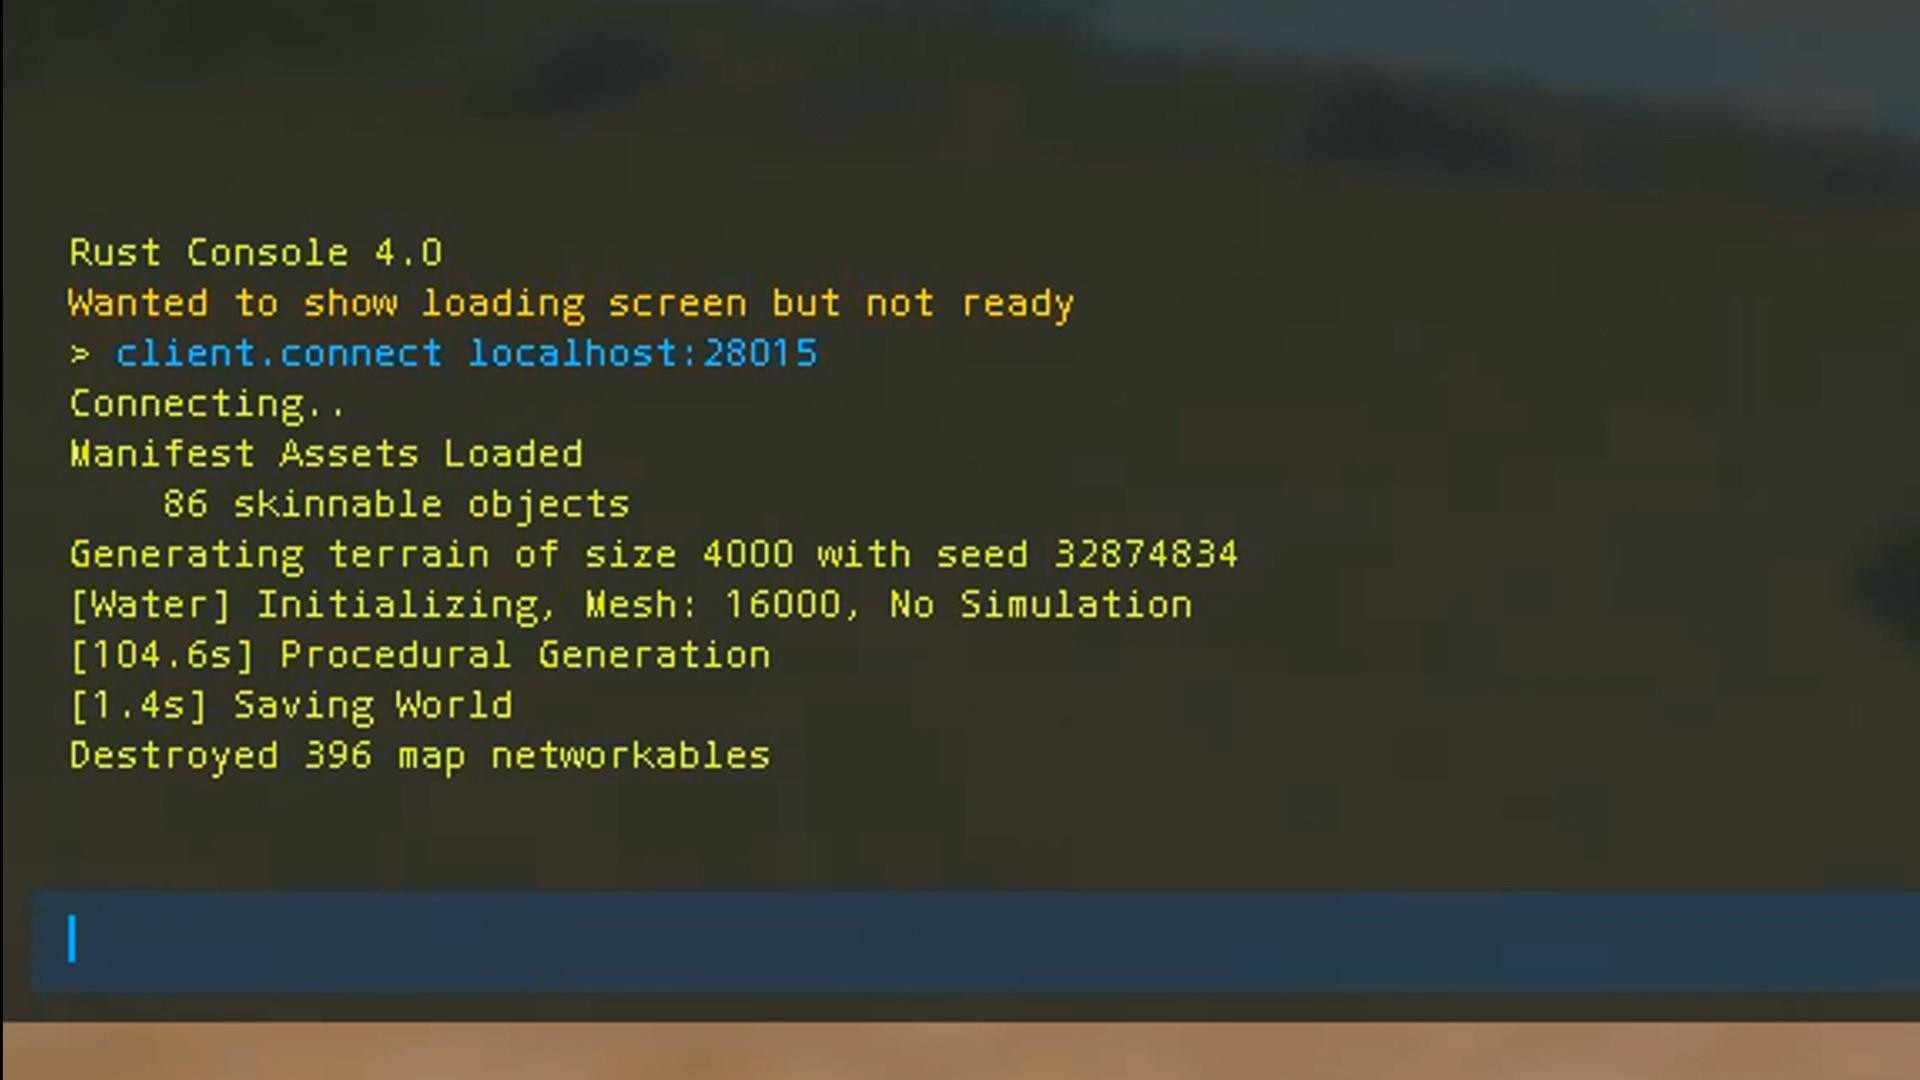 Rust Console 4.0
Wanted to show loading screen but not ready
> client.connect localhost:28015
Connecting..
Manifest Assets Loaded
86 skinnable objects
Generating terrain of size 4000 with seed 32874834
[Water] Initializing, Mesh: 16000, No Simulation
[104.6s] Procedural Generation
[1.4s] Saving World
Destroyed 396 map networkables